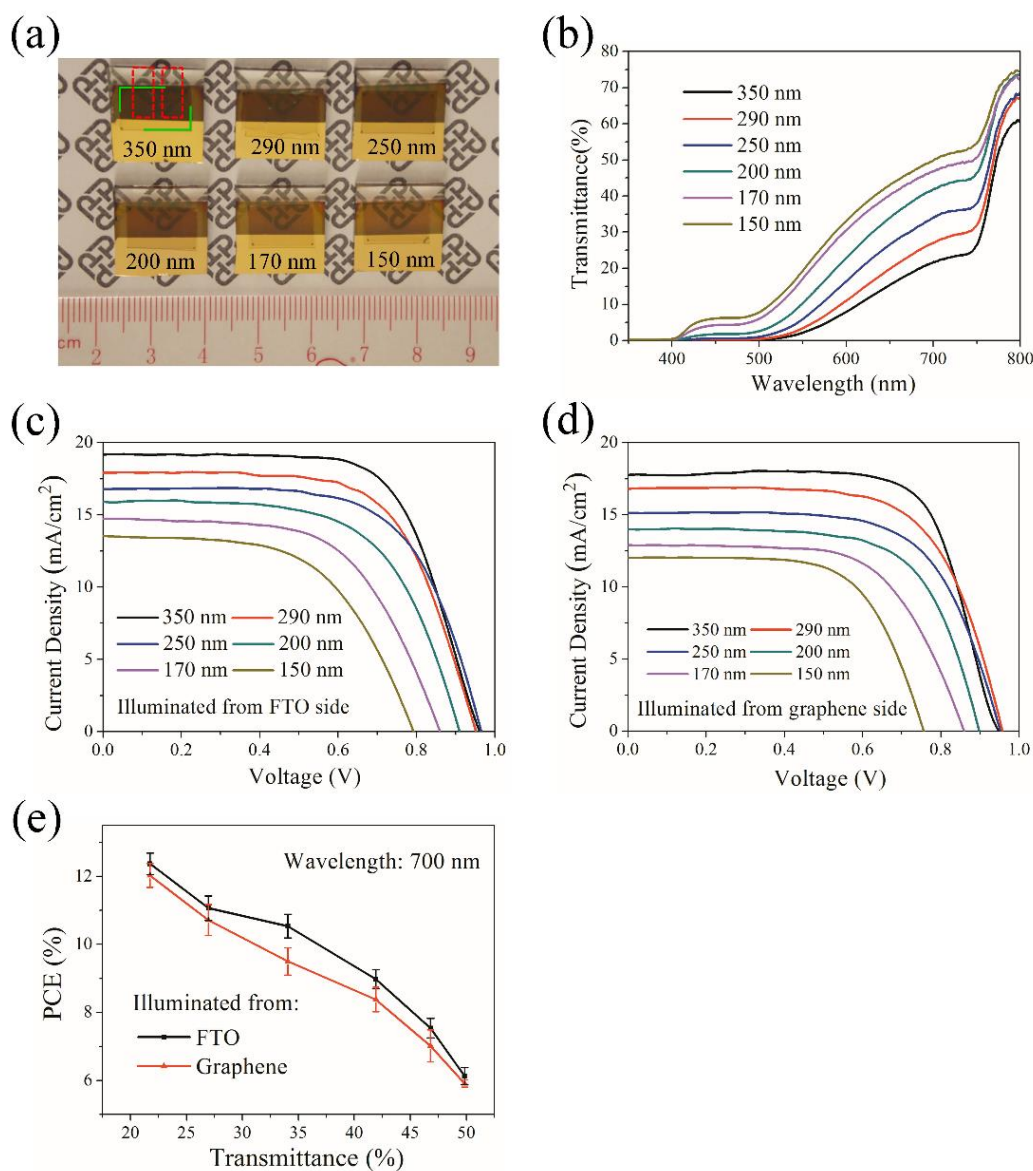 (a)
350 nm
290 nm
250 nm
200 nm
170 nm
150 nm
cm 2 3 4 5 6 7 8 9
(b)
Transmittance(%)
80
70
60
50
40
30
20
10
0
350 nm
290 nm
250 nm
200 nm
170 nm
150 nm
400 500 600 700 800
Wavelength (nm)
(c)
Current Density (mA/cm²)
20
15
10
5
0
350 nm 290 nm
250 nm 200 nm
170 nm 150 nm
Illuminated from FTO side
0.0 0.2 0.4 0.6 0.8 1.0
Voltage (V)
(d)
Current Density (mA/cm²)
20
15
10
5
0
350 nm 290 nm
250 nm 200 nm
170 nm 150 nm
Illuminated from graphene side
0.0 0.2 0.4 0.6 0.8 1.0
Voltage (V)
(e)
PCE (%)
12
10
8
6
Wavelength: 700 nm
Illuminated from:
FTO
Graphene
20 25 30 35 40 45 50
Transmittance (%)